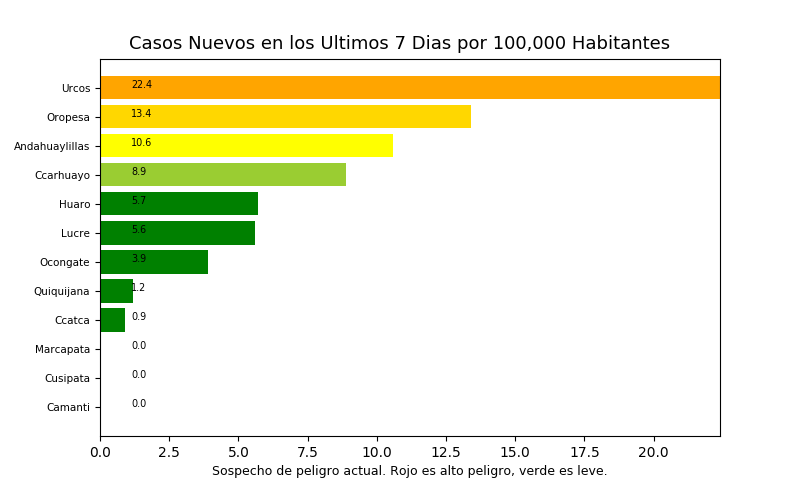 Casos Nuevos en los Ultimos 7 Dias por 100,000 Habitantes
Urcos 22.4
Oropesa 13.4
Andahuaylillas 10.6
Ccarhuayo 8.9
Huaro 5.7
Lucre 5.6
Ocongate 3.9
Quiquijana 1.2
Ccatca 0.9
Marcapata 0.0
Cusipata 0.0
Camanti 0.0
0.0 2.5 5.0 7.5 10.0 12.5 15.0 17.5 20.0
Sospecho de peligro actual. Rojo es alto peligro, verde es leve.